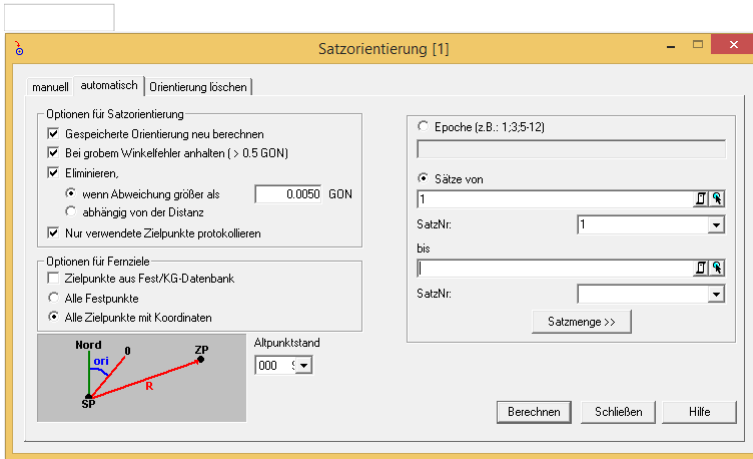 Satzorientierung [1]
manuell automatisch Orientierung löschen
Optionen für Satzorientierung
Gespeicherte Orientierung neu berechnen
Bei grobem Winkelfehler anhalten ( > 0.5 GON)
Eliminieren,
wenn Abweichung größer als 0.0050 GON
abhängig von der Distanz
Nur verwendete Zielpunkte protokollieren
Optionen für Fernziele
Zielpunkte aus Fest/KG-Datenbank
Alle Festpunkte
Alle Zielpunkte mit Koordinaten
Nord
0
ZP
ori
R
SP
Altpunktstand
000
Epoche (z.B.: 1;3;5-12)
Sätze von
1
SatzNr: 1
bis
SatzNr:
Satzmenge >>
Berechnen Schließen Hilfe